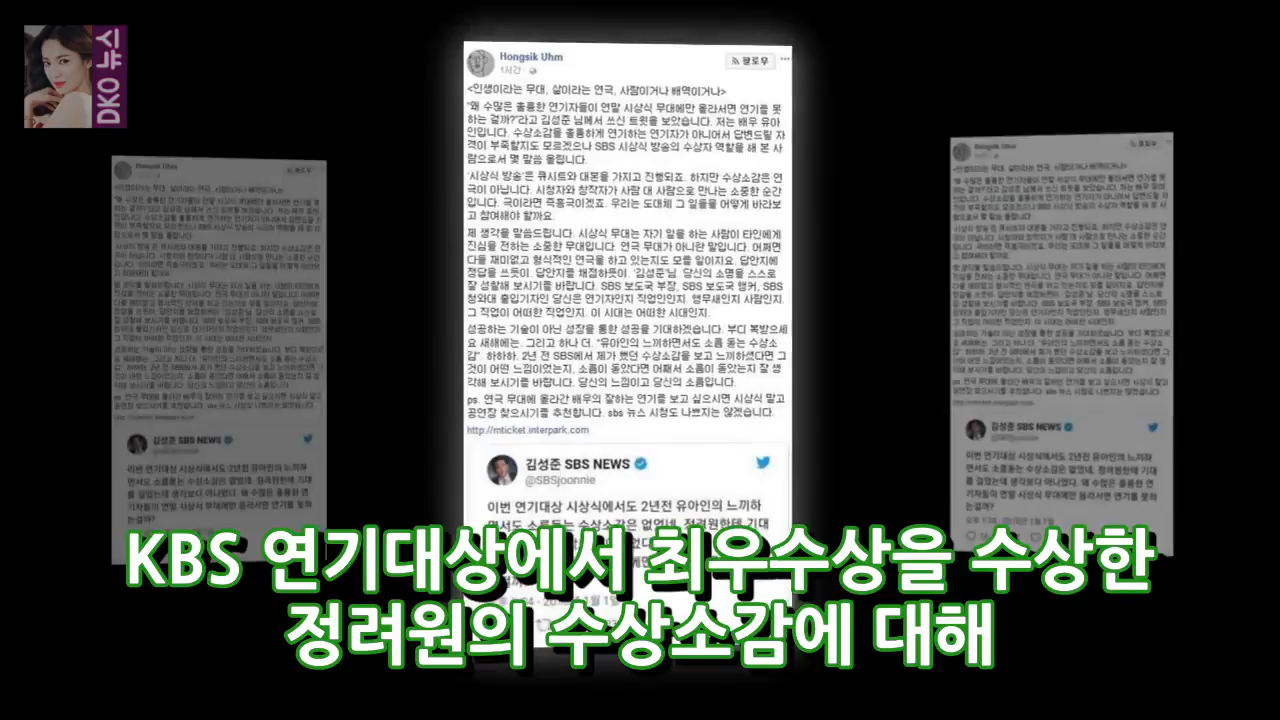 DKO 뉴스
Hongsik Uhm
1시간
팔로우
<인생이라는 무대, 삶이라는 연극, 사람이거나 배역이거나>
"왜 수많은 훌륭한 연기자들이 연말 시상식 무대에만 올라서면 연기를 못
하는 걸까?"라고 김성준 님께서 쓰신 트윗을 보았습니다. 저는 배우 유아
인입니다. 수상소감을 훌륭하게 연기하는 연기자가 아니어서 답변드릴 자
격이 부족할지도 모르겠으나 SBS 시상식 방송의 수상자 역할을 해 본 사
람으로서 몇 말씀 올립니다.
'시상식 방송'은 큐시트와 대본을 가지고 진행되죠. 하지만 수상소감은 연
극이 아닙니다. 시청자와 창작자가 사람 대 사람으로 만나는 소중한 순간
입니다. 극이라면 즉흥극이겠죠. 우리는 도대체 그 일들을 어떻게 바라보
고 참여해야 할까요.
제 생각을 말씀드립니다. 시상식 무대는 자기 일을 하는 사람이 타인에게
진심을 전하는 소중한 무대입니다. 연극 무대가 아니란 말입니다. 어쩌면
다들 재미없고 형식적인 연극을 하고 있는지도 모를 일이지요. 답안지에
정답을 쓰듯이. 답안지를 채점하듯이. '김성준'님. 당신의 소명을 스스로
잘 성찰해 보시기를 바랍니다. SBS 보도국 부장, SBS 보도국 앵커, SBS
청와대 출입기자인 당신은 연기자인지 직업인인지. 앵무새인지 사람인지.
그 직업이 어떠한 직업인지. 이 시대는 어떠한 시대인지.
성공하는 기술이 아닌 성장을 통한 성공을 기대하겠습니다. 부디 복받으세
요 새해에는. 그리고 하나 더. "유아인의 느끼하면서도 소름 돋는 수상소
감". 하하하. 2년 전 SBS에서 제가 했던 수상소감을 보고 느끼하셨다면 그
것이 어떤 느낌이었는지, 소름이 돋았다면 어째서 소름이 돋았는지 잘 생
각해 보시기를 바랍니다. 당신의 느낌이고 당신의 소름입니다.
ps. 연극 무대에 올라간 배우의 잘하는 연기를 보고 싶으시면 시상식 말고
공연장 찾으시기를 추천합니다. sbs 뉴스 시청도 나쁘지는 않겠습니다.
http://mticket.interpark.com
김성준 SBS NEWS
@SBSjoonnie
이번 연기대상 시상식에서도 2년전 유아인의 느끼하
면서도 소름돋는 수상소감은 없었네. 정려원한테 기대
KBS 연기대상에서 최우수상을 수상한
정려원의 수상소감에 대해